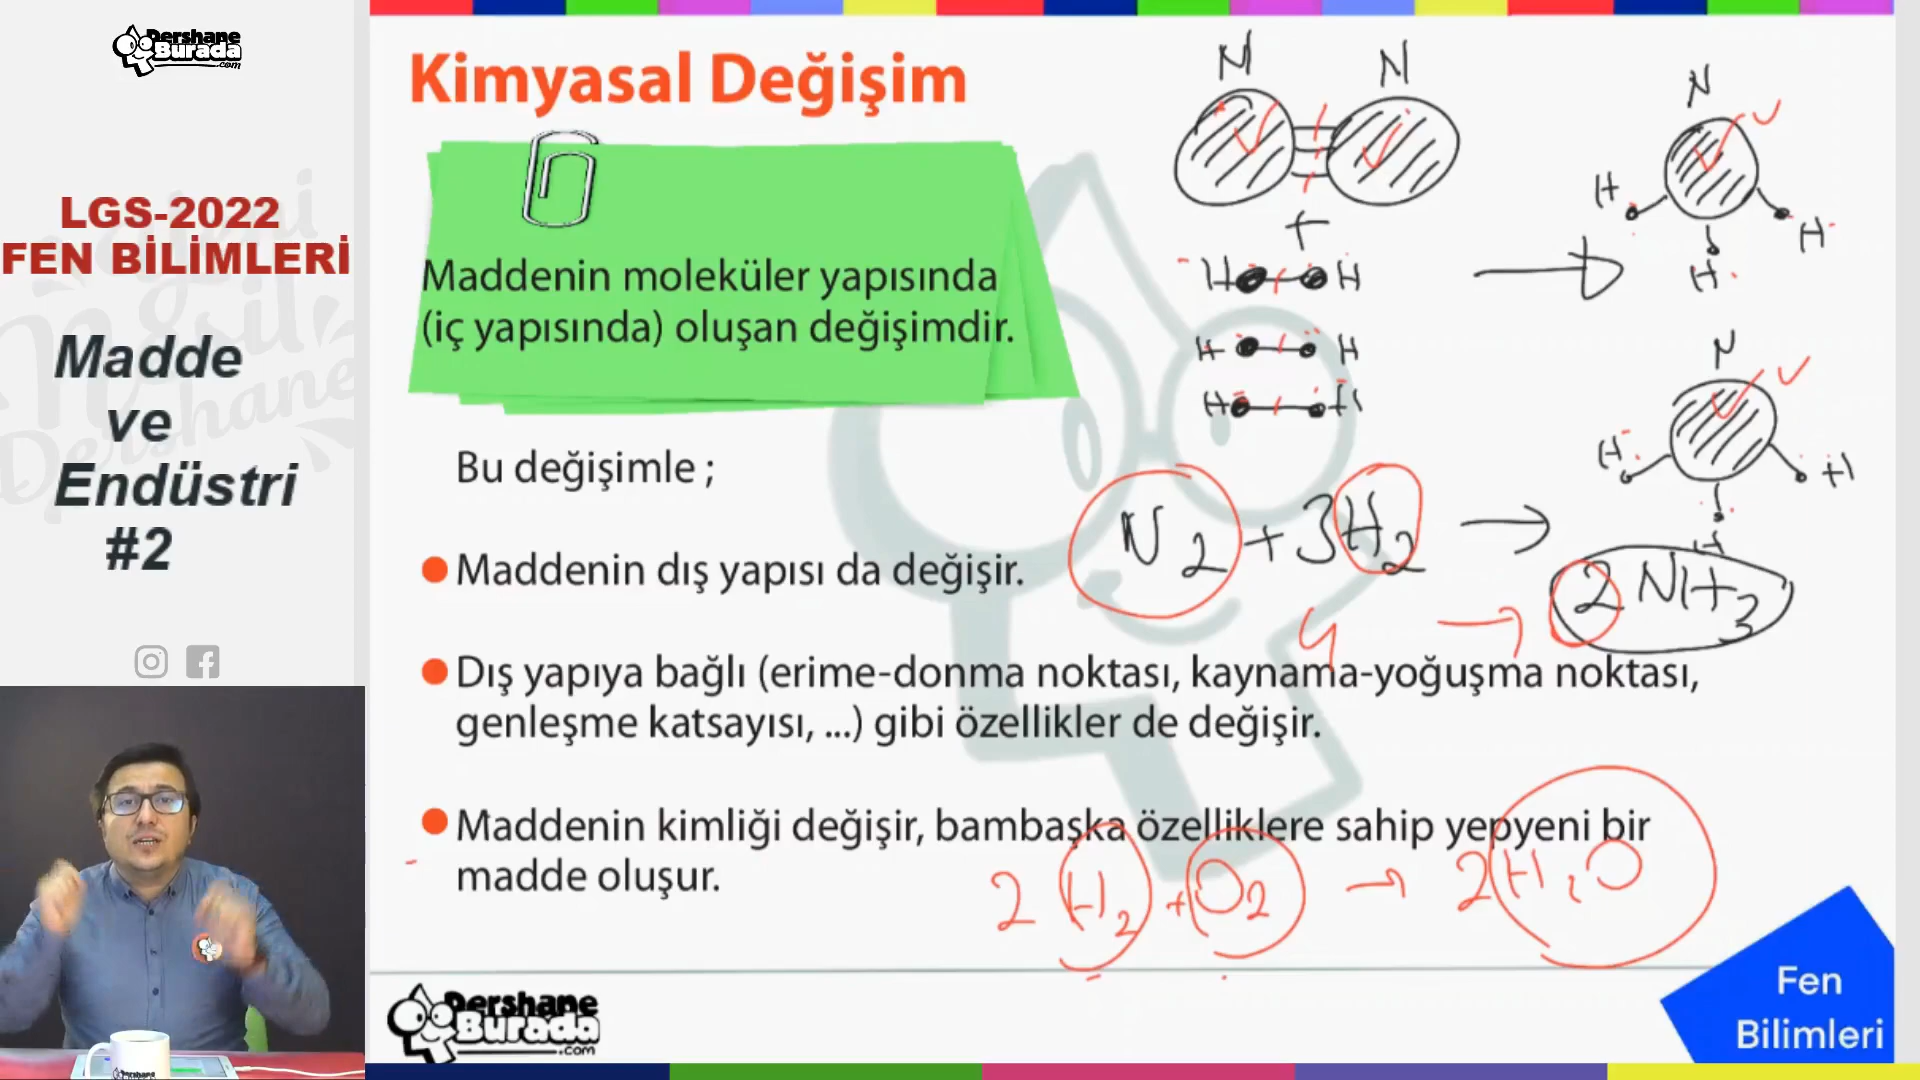 Dershane
Burada
.com
LGS-2022
FEN BİLİMLERİ
Madde
ve
Endüstri
#2
Kimyasal Değişim
Maddenin moleküler yapısında
(iç yapısında) oluşan değişimdir.
Bu değişimle ;
Maddenin dış yapısı da değişir.
Dış yapıya bağlı (erime-donma noktası, kaynama-yoğuşma noktası,
genleşme katsayısı, ...) gibi özellikler de değişir.
Maddenin kimliği değişir, bambaşka özelliklere sahip yepyeni bir
madde oluşur.
N N
+
H H
H H
H H
N
H H
H
N
H H
H
N2 + 3H2 → 2NH3
4 →
2H2 + O2 → 2H2O
Dershane
Burada
.com
Fen
Bilimleri